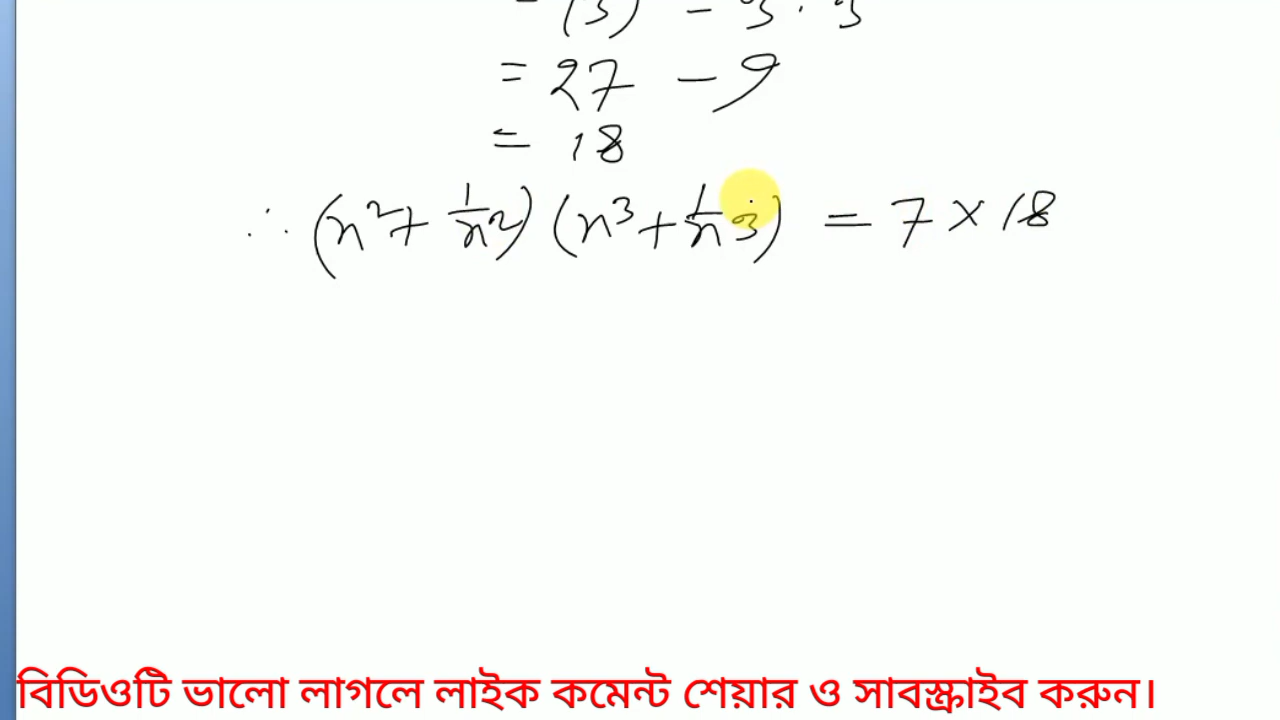 = 27 - 9
= 18
∴ (x² + 1/x²) (x³ + 1/x³) = 7 × 18
বিডিওটি ভালো লাগলে লাইক কমেন্ট শেয়ার ও সাবস্ক্রাইব করুন।